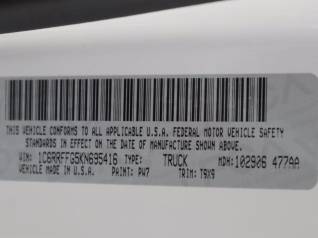 THIS VEHICLE CONFORMS TO ALL APPLICABLE U.S.A. FEDERAL MOTOR VEHICLE SAFETY
STANDARDS IN EFFECT ON THE DATE OF MANUFACTURE SHOWN ABOVE.
VIN: 1C6RRFFG5KN695416 TYPE: TRUCK MDH: 102906 477AA
VEHICLE MADE IN U.S.A. PAINT: PW7 TRIM: T9X9